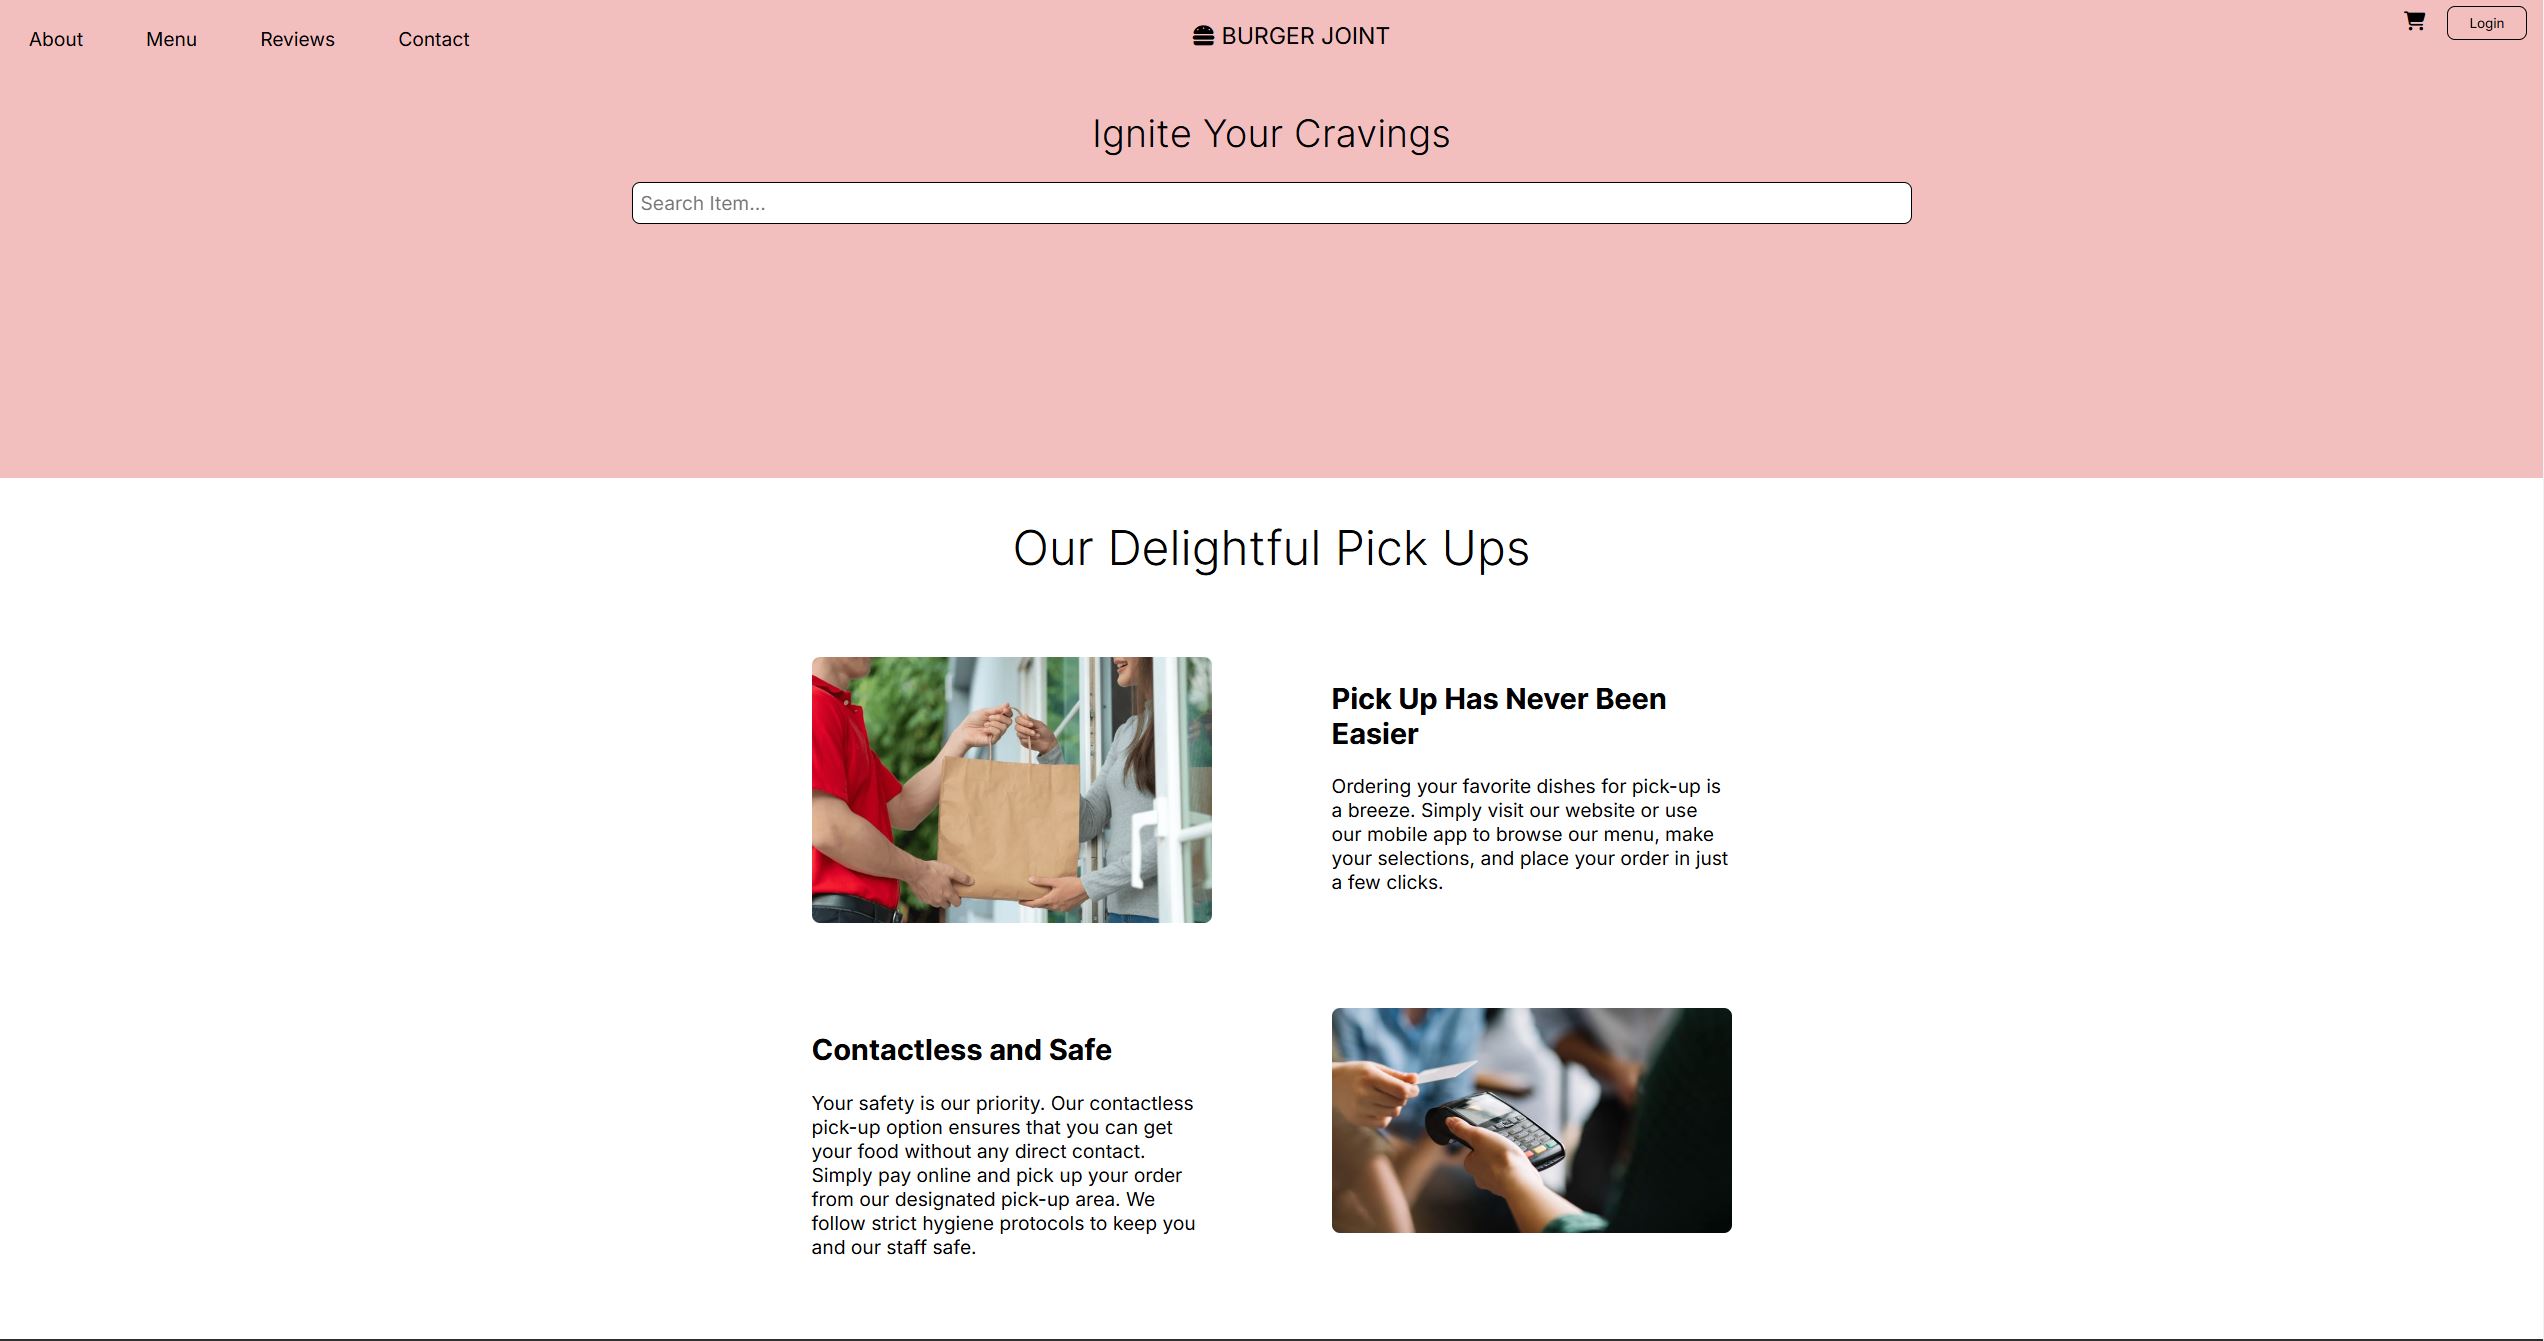 About Menu Reviews Contact BURGER JOINT Login
Ignite Your Cravings
Search Item...
Our Delightful Pick Ups
Pick Up Has Never Been
Easier
Ordering your favorite dishes for pick-up is
a breeze. Simply visit our website or use
our mobile app to browse our menu, make
your selections, and place your order in just
a few clicks.
Contactless and Safe
Your safety is our priority. Our contactless
pick-up option ensures that you can get
your food without any direct contact.
Simply pay online and pick up your order
from our designated pick-up area. We
follow strict hygiene protocols to keep you
and our staff safe.